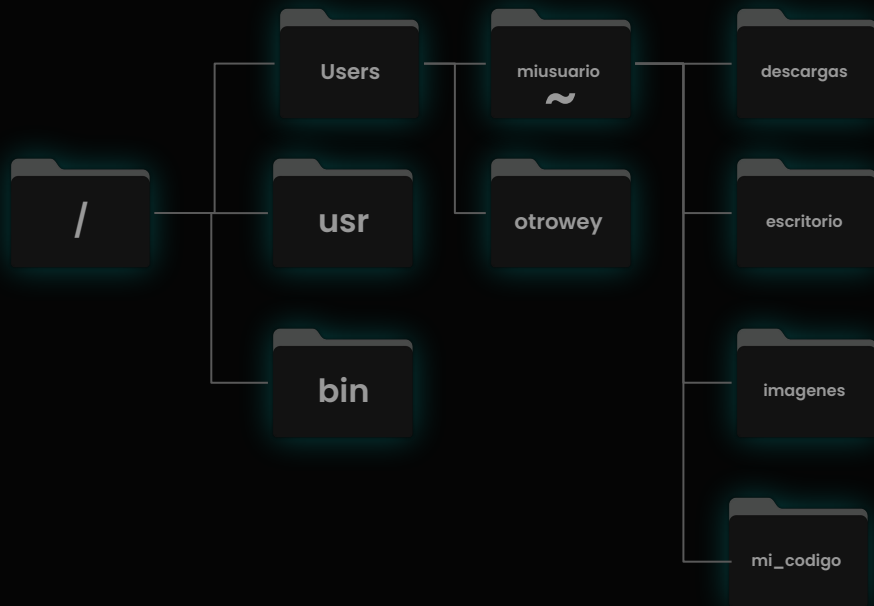 Users
miusuario
~
descargas
/
usr
otrowey
escritorio
bin
imagenes
mi_codigo